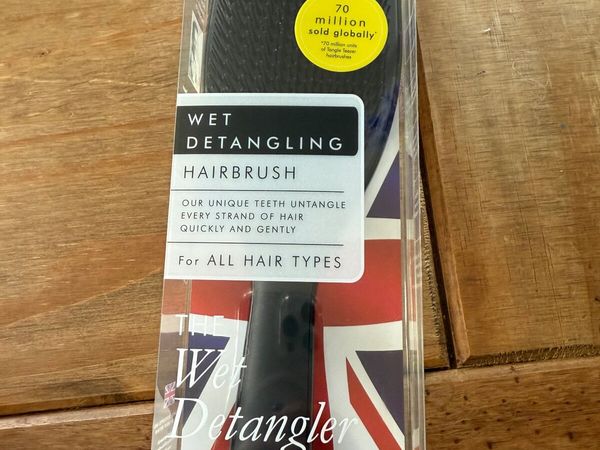 70
million
sold globally*
*70 million units
of Tangle Teezer
hairbrushes
WET
DETANGLING
HAIRBRUSH
OUR UNIQUE TEETH UNTANGLE
EVERY STRAND OF HAIR
QUICKLY AND GENTLY
For ALL HAIR TYPES
THE
Wet
Detangler